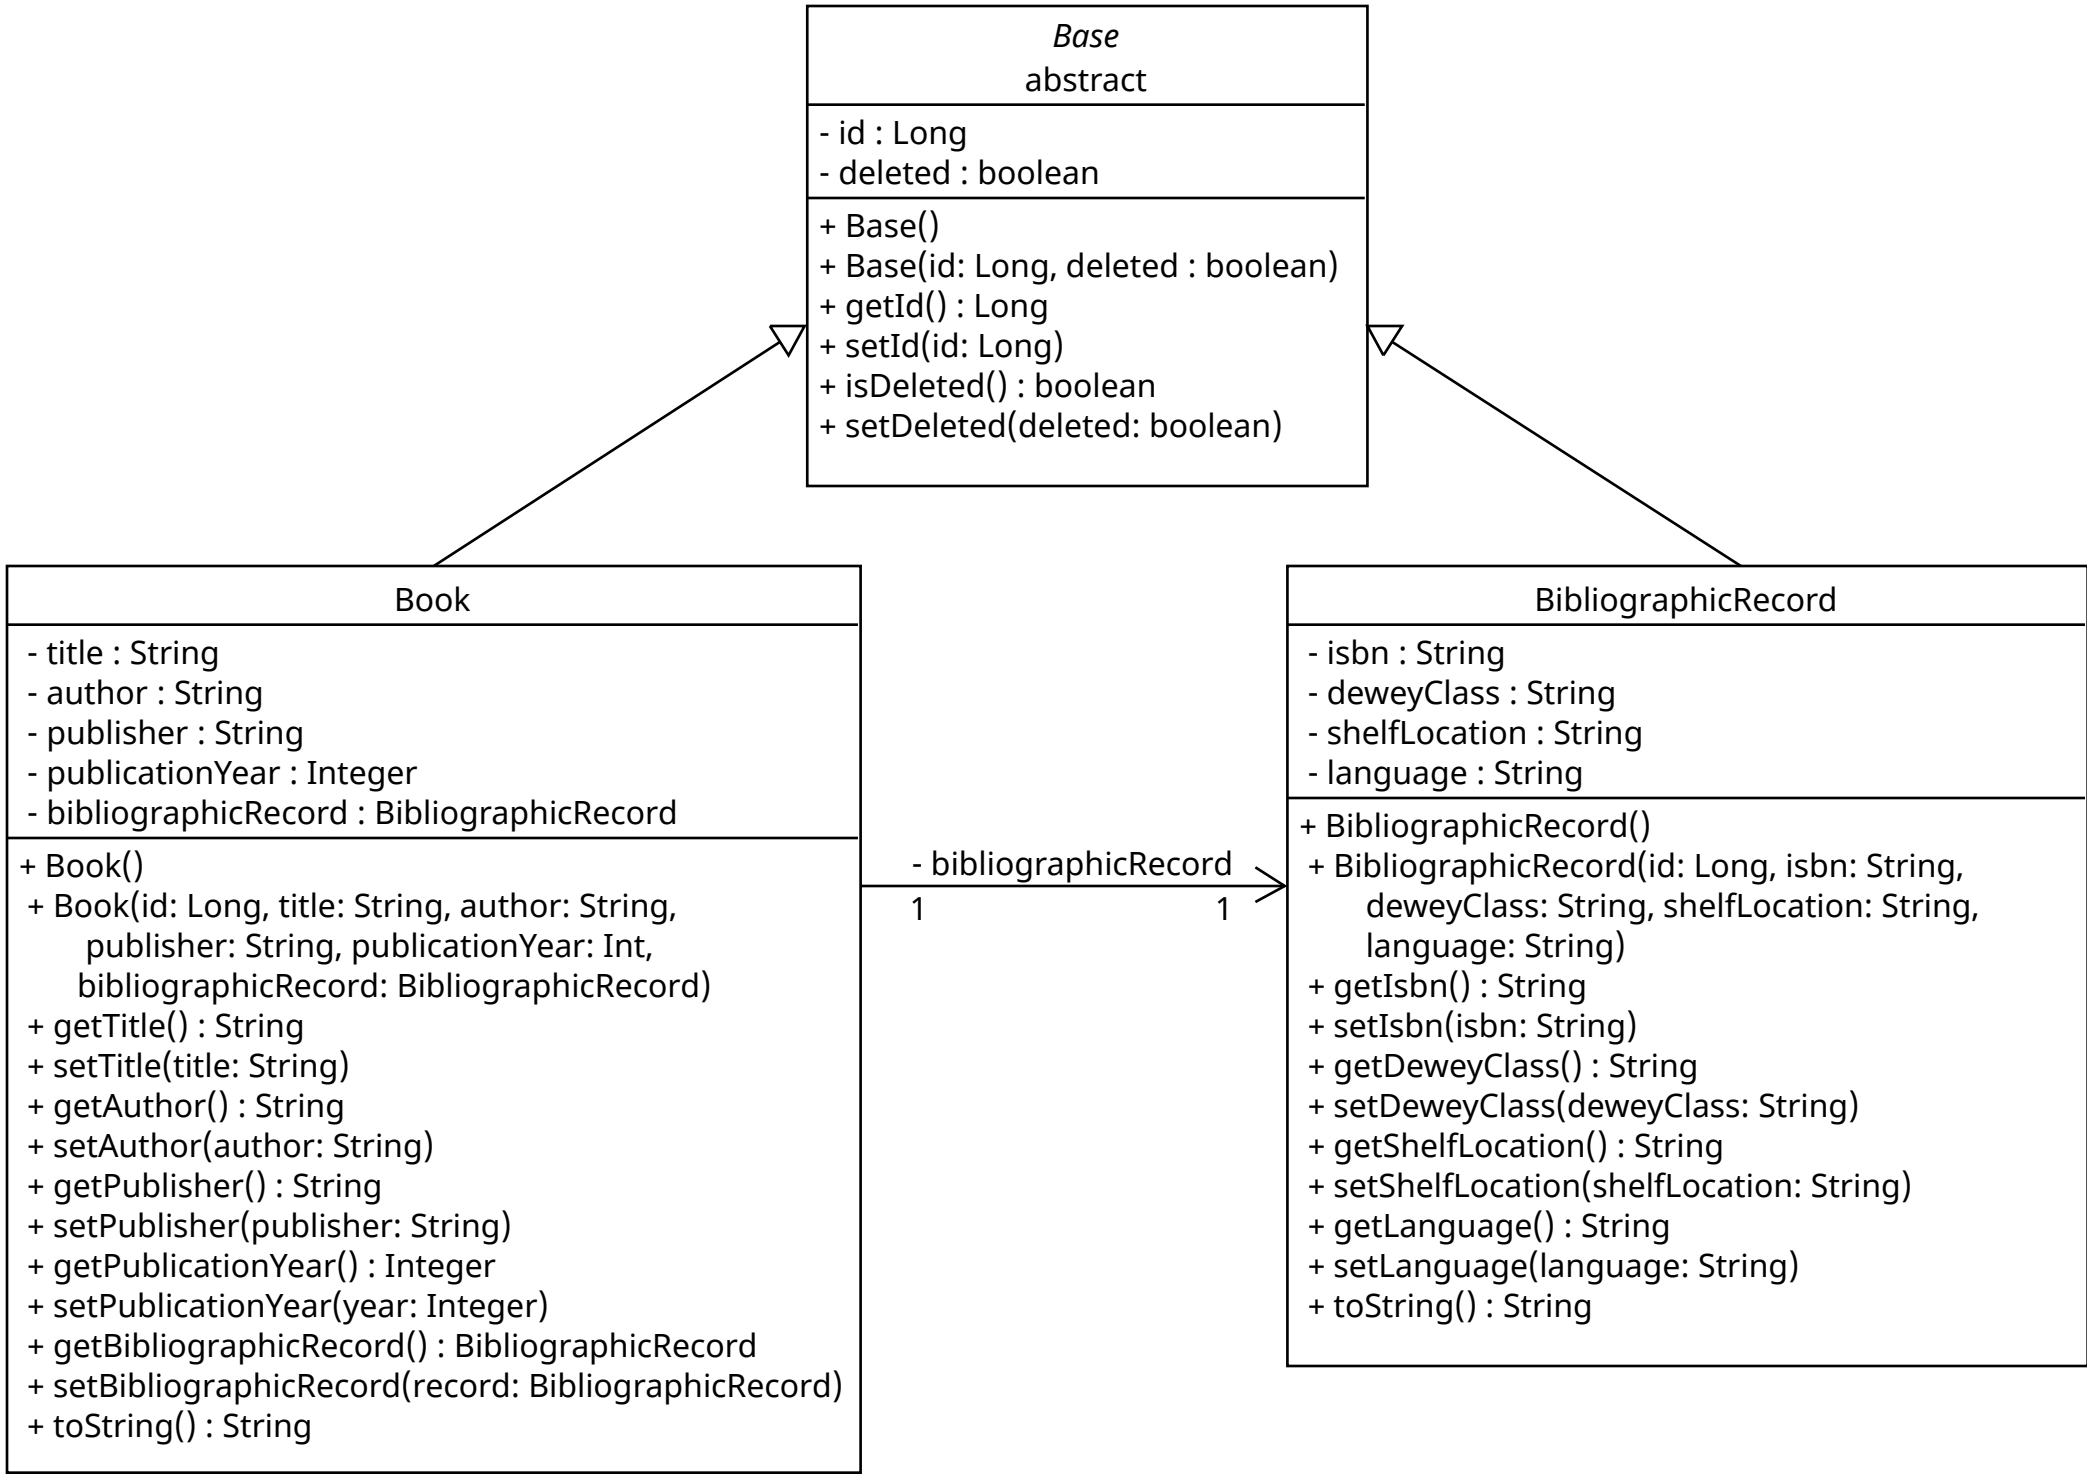 Base
abstract
- id : Long
- deleted : boolean
+ Base()
+ Base(id: Long, deleted : boolean)
+ getId() : Long
+ setId(id: Long)
+ isDeleted() : boolean
+ setDeleted(deleted: boolean)
Book
- title : String
- author : String
- publisher : String
- publicationYear : Integer
- bibliographicRecord : BibliographicRecord
+ Book()
+ Book(id: Long, title: String, author: String,
publisher: String, publicationYear: Int,
bibliographicRecord: BibliographicRecord)
+ getTitle() : String
+ setTitle(title: String)
+ getAuthor() : String
+ setAuthor(author: String)
+ getPublisher() : String
+ setPublisher(publisher: String)
+ getPublicationYear() : Integer
+ setPublicationYear(year: Integer)
+ getBibliographicRecord() : BibliographicRecord
+ setBibliographicRecord(record: BibliographicRecord)
+ toString() : String
- bibliographicRecord
1 1
BibliographicRecord
- isbn : String
- deweyClass : String
- shelfLocation : String
- language : String
+ BibliographicRecord()
+ BibliographicRecord(id: Long, isbn: String,
deweyClass: String, shelfLocation: String,
language: String)
+ getIsbn() : String
+ setIsbn(isbn: String)
+ getDeweyClass() : String
+ setDeweyClass(deweyClass: String)
+ getShelfLocation() : String
+ setShelfLocation(shelfLocation: String)
+ getLanguage() : String
+ setLanguage(language: String)
+ toString() : String